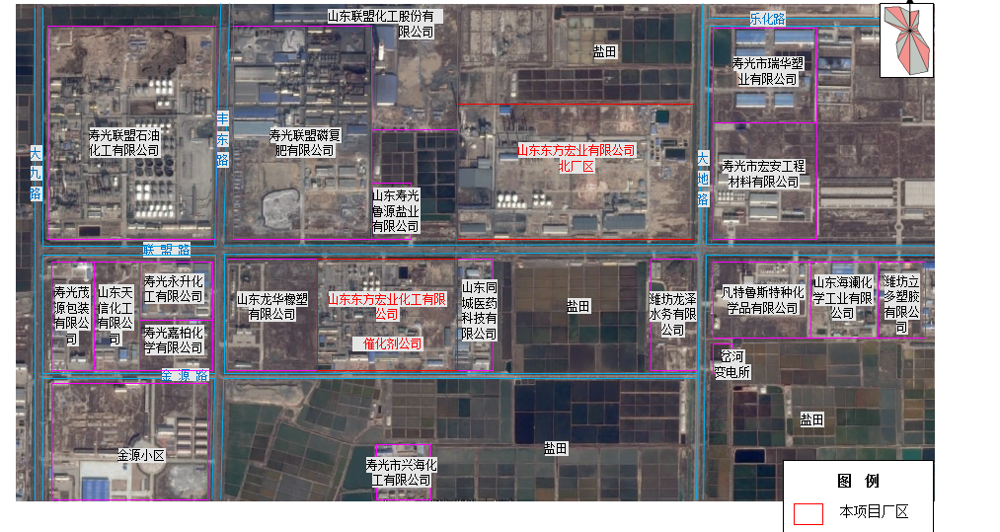 山东联盟化工股份有
限公司
乐化路
盐田
寿光市瑞华塑
业有限公司
丰东路
寿光联盟石油
化工有限公司
寿光联盟磷复
肥有限公司
山东东方宏业有限公司
北厂区
大九路
大地路
寿光市宏安工程
材料有限公司
山东寿光
鲁源盐业
有限公司
联盟路
寿光永升化
工有限公司
寿光茂
源包装
有限公
司
山东天
信化工
有限公
司
山东龙华橡塑
有限公司
山东东方宏业化工有限
公司
催化剂公司
山东同
城医药
科技有
限公司
盐田
潍坊龙泽
水务有限
公司
凡特鲁斯特种化
学品有限公司
山东海澜化
学工业有限
公司
潍坊立
多塑胶
有限公
司
寿光嘉柏化
学有限公司
岔河
变电所
金源路
盐田
金源小区
盐田
寿光市兴海化
工有限公司
图例
本项目厂区